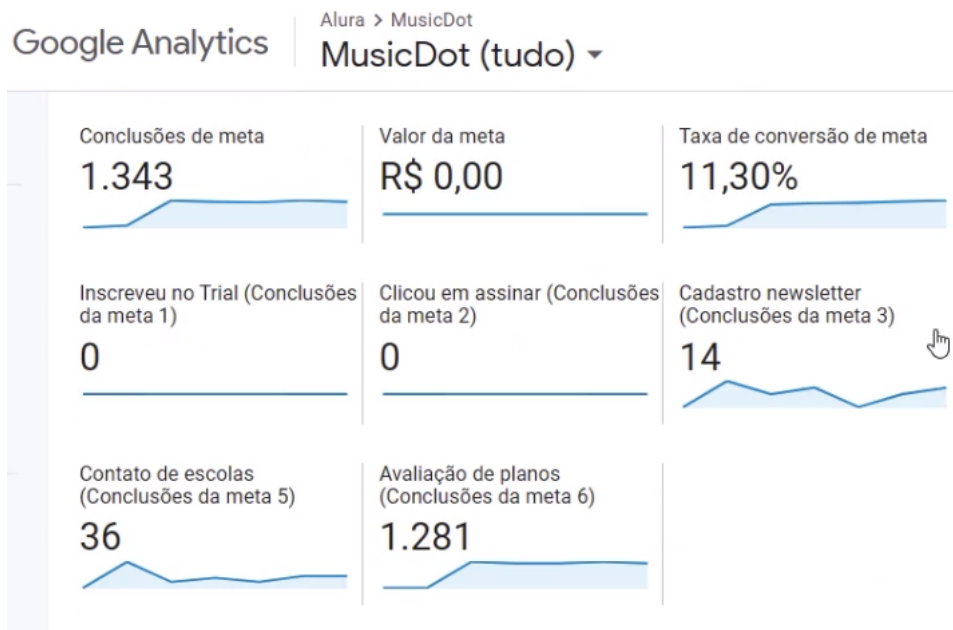 Google Analytics
Alura > MusicDot
MusicDot (tudo)
Conclusões de meta
1.343
Valor da meta
R$ 0,00
Taxa de conversão de meta
11,30%
Inscreveu no Trial (Conclusões
da meta 1)
0
Clicou em assinar (Conclusões
da meta 2)
0
Cadastro newsletter
(Conclusões da meta 3)
14
Contato de escolas
(Conclusões da meta 5)
36
Avaliação de planos
(Conclusões da meta 6)
1.281